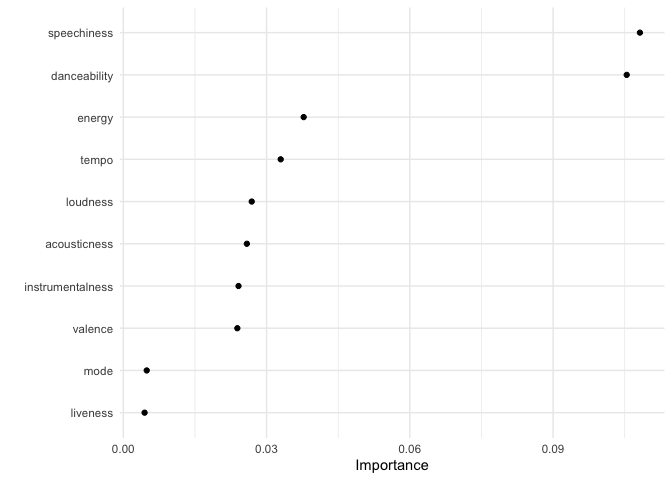 speechiness
danceability
energy
tempo
loudness
acousticness
instrumentalness
valence
mode
liveness
0.00 0.03 0.06 0.09
Importance